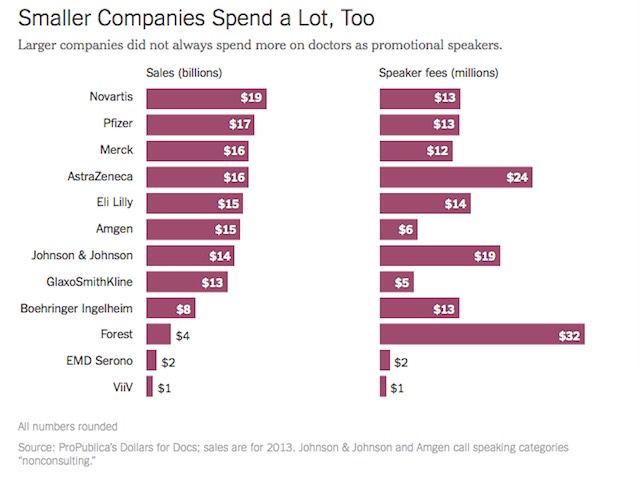 Smaller Companies Spend a Lot, Too
Larger companies did not always spend more on doctors as promotional speakers.
Sales (billions) Speaker fees (millions)
Novartis $19 $13
Pfizer $17 $13
Merck $16 $12
AstraZeneca $16 $24
Eli Lilly $15 $14
Amgen $15 $6
Johnson & Johnson $14 $19
GlaxoSmithKline $13 $5
Boehringer Ingelheim $8 $13
Forest $4 $32
EMD Serono $2 $2
ViiV $1 $1
All numbers rounded
Source: ProPublica's Dollars for Docs; sales are for 2013. Johnson & Johnson and Amgen call speaking categories
"nonconsulting."